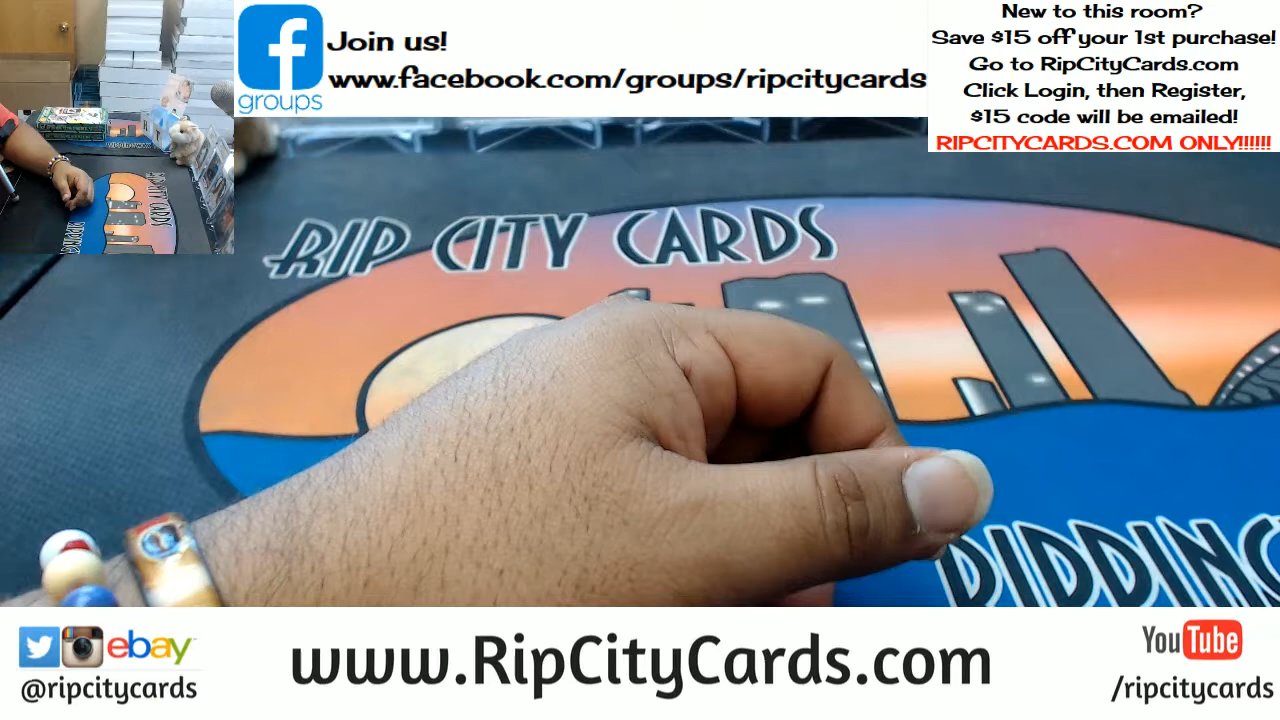 Join us!
www.facebook.com/groups/ripcitycards
groups
New to this room?
Save $15 off your 1st purchase!
Go to RipCityCards.com
Click Login, then Register,
$15 code will be emailed!
RIPCITYCARDS.COM ONLY!!!!!!
RIP CITY CARDS
ebay
@ripcitycards
www.RipCityCards.com
YouTube
/ripcitycards